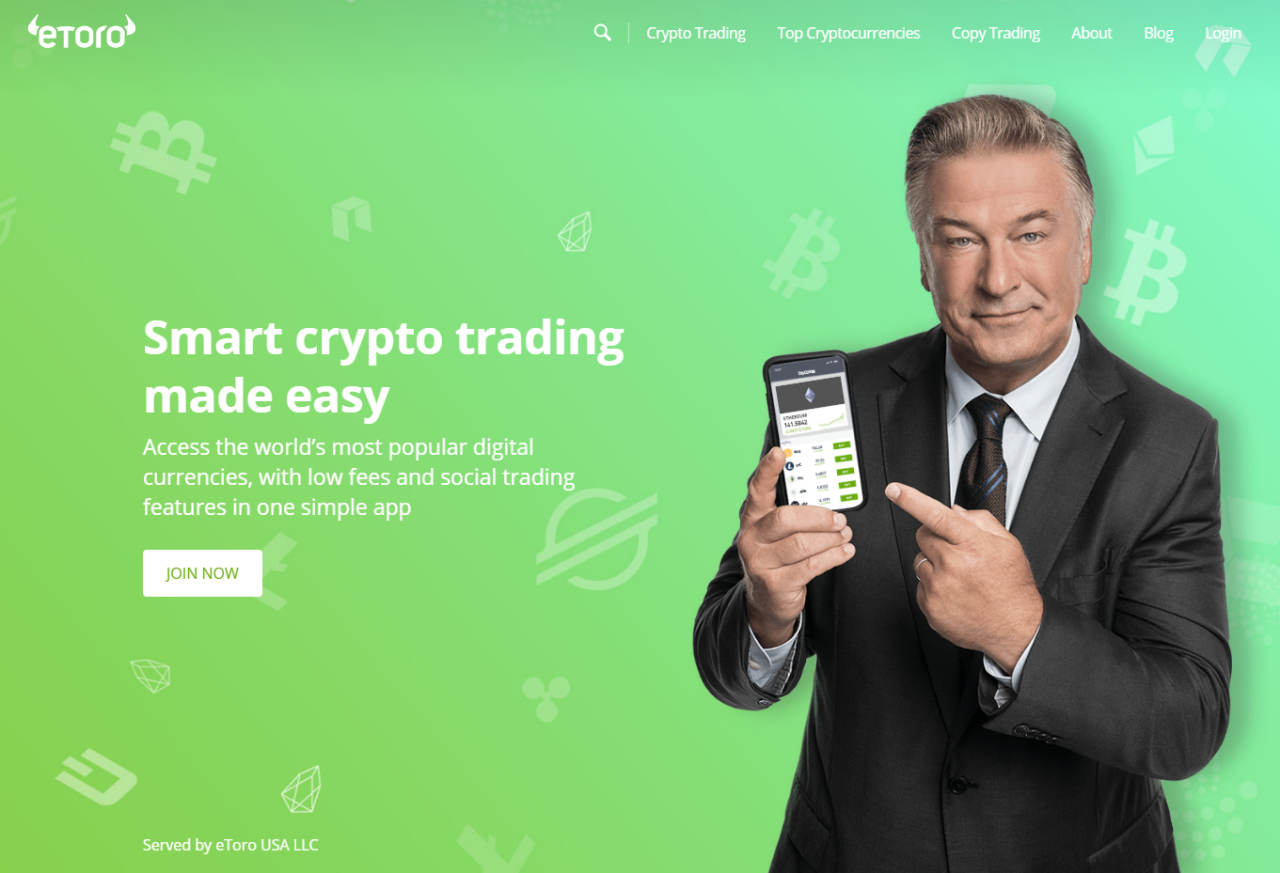 eToro
Crypto Trading
Top Cryptocurrencies
Copy Trading
About
Blog
Login
Smart crypto trading
made easy
Access the world’s most popular digital
currencies, with low fees and social trading
features in one simple app
JOIN NOW
ETHEREUM
141.5842
Served by eToro USA LLC